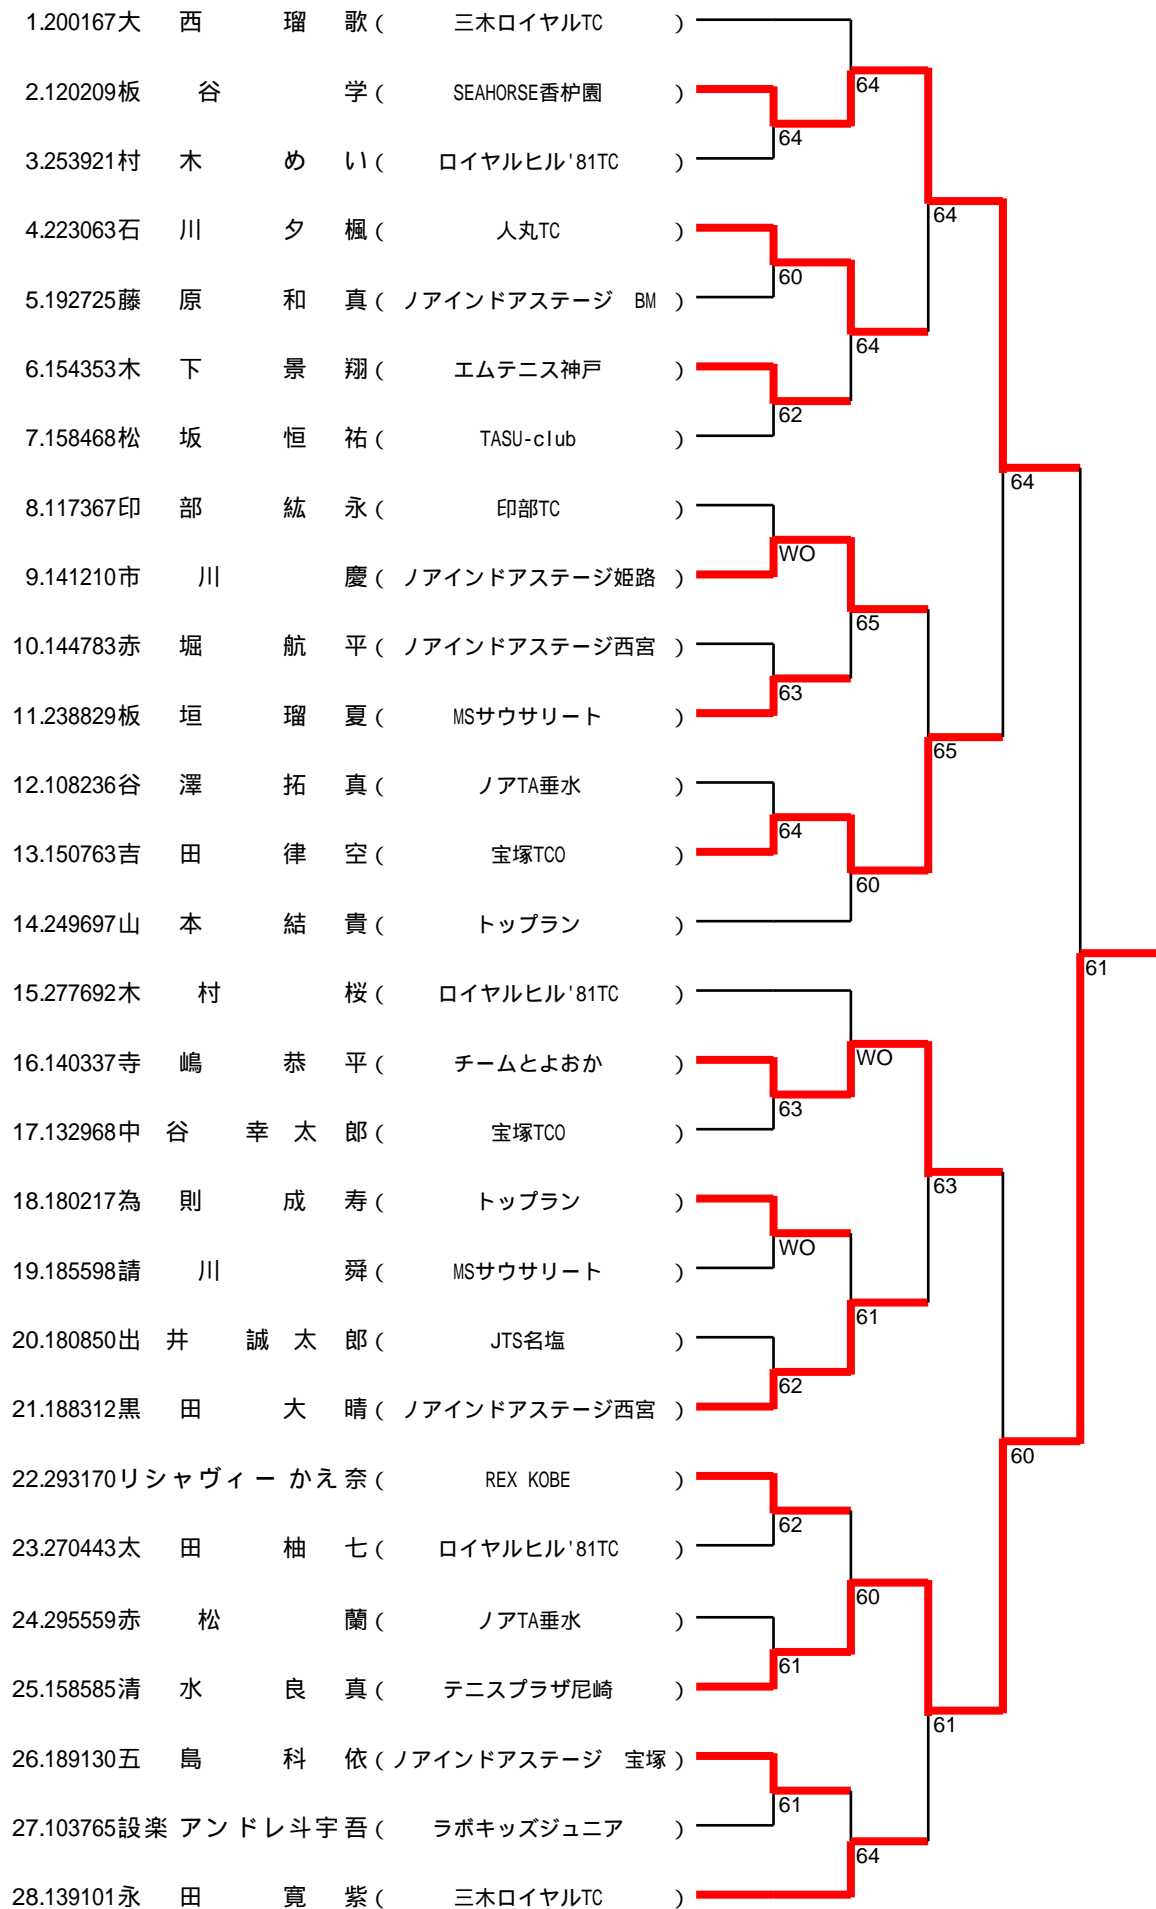 1.200167大 西 瑠 歌 ( 三木ロイヤルTC )
64
2.120209板 谷 学 ( SEAHORSE香枦園 )
64
3.253921村 木 め い ( ロイヤルヒル'81TC )
64
4.223063石 川 夕 楓 ( 人丸TC )
60
5.192725藤 原 和 真 ( ノアインドアステージ BM )
64
6.154353木 下 景 翔 ( エムテニス神戸 )
62
7.158468松 坂 恒 祐 ( TASU-club )
64
8.117367印 部 紘 永 ( 印部TC )
WO
9.141210市 川 慶 ( ノアインドアステージ姫路 )
65
10.144783赤 堀 航 平 ( ノアインドアステージ西宮 )
63
11.238829板 垣 瑠 夏 ( MSサウサリート )
65
12.108236谷 澤 拓 真 ( ノアTA垂水 )
64
13.150763吉 田 律 空 ( 宝塚TCO )
60
14.249697山 本 結 貴 ( トップラン )
61
15.277692木 村 桜 ( ロイヤルヒル'81TC )
WO
16.140337寺 嶋 恭 平 ( チームとよおか )
63
17.132968中 谷 幸 太 郎 ( 宝塚TCO )
63
18.180217為 則 成 寿 ( トップラン )
WO
19.185598請 川 舜 ( MSサウサリート )
61
20.180850出 井 誠 太 郎 ( JTS名塩 )
62
21.188312黒 田 大 晴 ( ノアインドアステージ西宮 )
60
22.293170リシャヴィー かえ奈 ( REX KOBE )
62
23.270443太 田 柚 七 ( ロイヤルヒル'81TC )
60
24.295559赤 松 蘭 ( ノアTA垂水 )
61
25.158585清 水 良 真 ( テニスプラザ尼崎 )
61
26.189130五 島 科 依 ( ノアインドアステージ 宝塚 )
61
27.103765設楽 アンドレ斗宇吾 ( ラボキッズジュニア )
64
28.139101永 田 寛 紫 ( 三木ロイヤルTC )